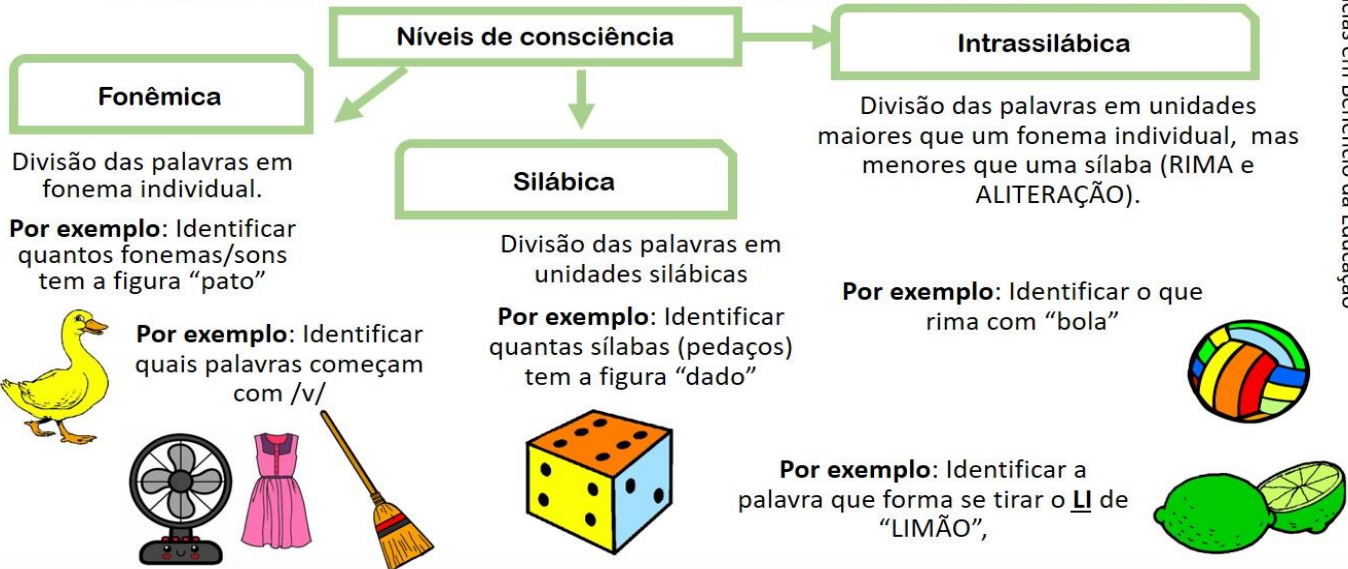 Níveis de consciência
Fonêmica
Divisão das palavras em
fonema individual.
Por exemplo: Identificar
quantos fonemas/sons
tem a figura “pato”
Por exemplo: Identificar
quais palavras começam
com /v/
Silábica
Divisão das palavras em
unidades silábicas
Por exemplo: Identificar
quantas sílabas (pedaços)
tem a figura “dado”
Intrassilábica
Divisão das palavras em unidades
maiores que um fonema individual, mas
menores que uma sílaba (RIMA e
ALITERAÇÃO).
Por exemplo: Identificar o que
rima com “bola”
Por exemplo: Identificar a
palavra que forma se tirar o LI de
“LIMÃO”,
em Benefício da Educação